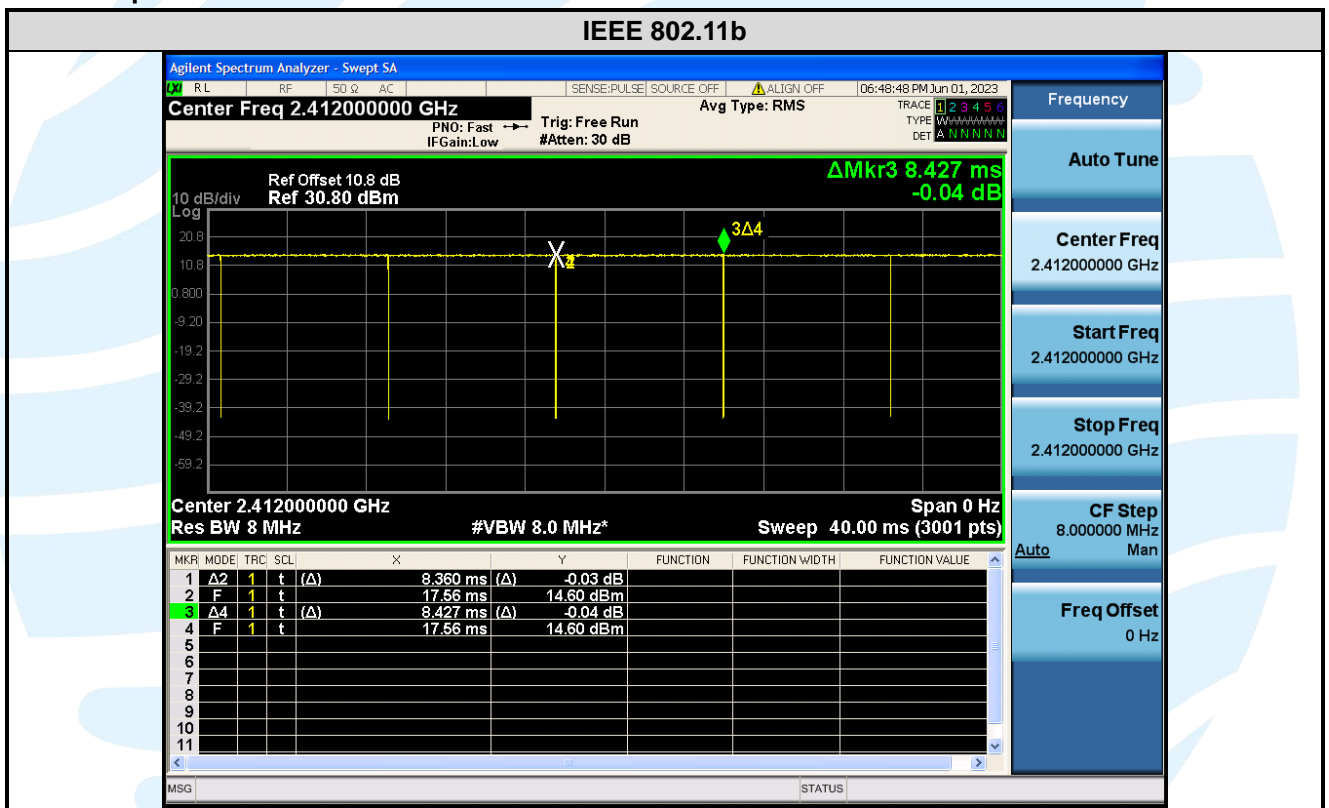 IEEE 802.11b
Agilent Spectrum Analyzer - Swept SA
LXI RL RF 50 Ω AC SENSE:PULSE SOURCE OFF ⚠ALIGN OFF 06:48:48 PM Jun 01, 2023
Center Freq 2.412000000 GHz
PNO: Fast
IFGain:Low
Trig: Free Run
#Atten: 30 dB
Avg Type: RMS
TRACE 1 2 3 4 5 6
TYPE
DET A N N N N N
Frequency
ΔMkr3 8.427 ms
-0.04 dB
Ref Offset 10.8 dB
10 dB/div Ref 30.80 dBm
Log
20.8
10.8
0.800
-9.20
-19.2
-29.2
-39.2
-49.2
-59.2
3Δ4
Center 2.412000000 GHz Span 0 Hz
Res BW 8 MHz #VBW 8.0 MHz* Sweep 40.00 ms (3001 pts)
MKR MODE TRC SCL X Y FUNCTION FUNCTION WIDTH FUNCTION VALUE
1 Δ2 1 t (Δ) 8.360 ms (Δ) -0.03 dB
2 F 1 t 17.56 ms 14.60 dBm
3 Δ4 1 t (Δ) 8.427 ms (Δ) -0.04 dB
4 F 1 t 17.56 ms 14.60 dBm
5
6
7
8
9
10
11
MSG STATUS
Auto Tune
Center Freq
2.412000000 GHz
Start Freq
2.412000000 GHz
Stop Freq
2.412000000 GHz
CF Step
8.000000 MHz
Auto Man
Freq Offset
0 Hz